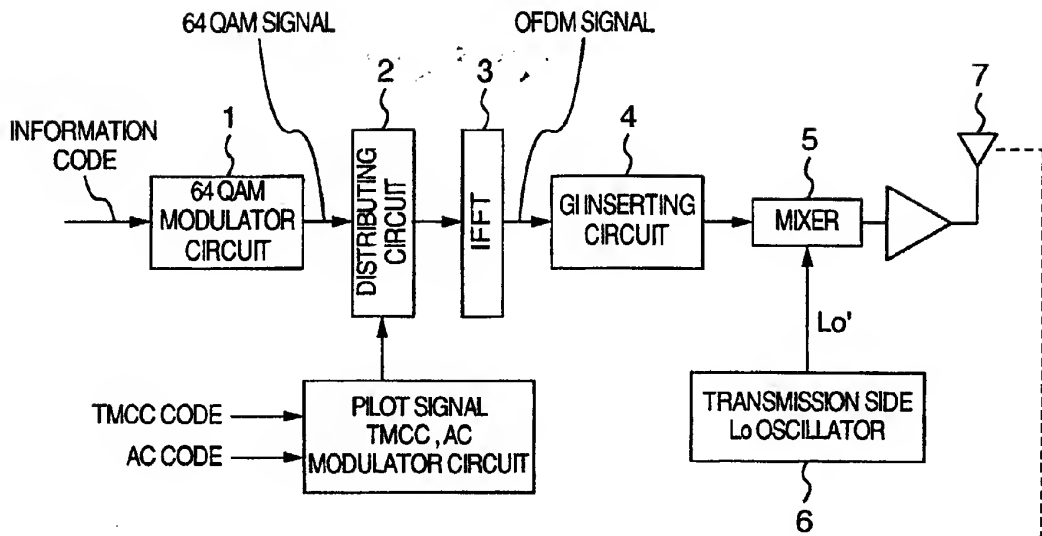 64 QAM SIGNAL
OFDM SIGNAL
2
3
7
INFORMATION
CODE
1
4
5
64 QAM
MODULATOR
CIRCUIT
DISTRIBUTING
CIRCUIT
IFFT
GI INSERTING
CIRCUIT
MIXER
Lo'
TMCC CODE
AC CODE
PILOT SIGNAL
TMCC , AC
MODULATOR CIRCUIT
TRANSMISSION SIDE
Lo OSCILLATOR
6